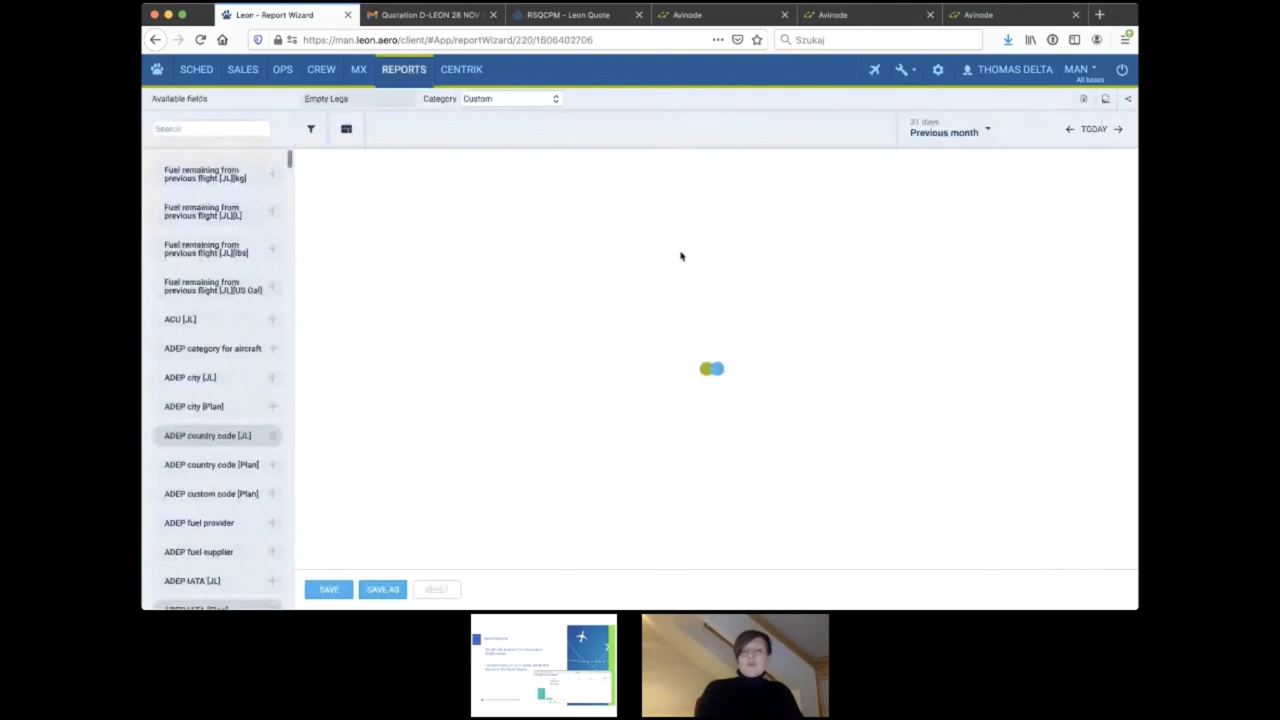 Leon - Report Wizard
Quotation D-LEON 28 NOV
RSQCPM - Leon Quote
Avinode
Avinode
Avinode
https://man.leon.aero/client/#App/reportWizard/220/1606402706
Szukaj
SCHED SALES OPS CREW MX REPORTS CENTRIK
THOMAS DELTA MAN
All bases
Available fields
Empty Legs
Category Custom
Search
31 days
Previous month
TODAY
Fuel remaining from
previous flight [JL][kg]
Fuel remaining from
previous flight [JL][L]
Fuel remaining from
previous flight [JL][lbs]
Fuel remaining from
previous flight [JL][US Gal]
ACU [JL]
ADEP category for aircraft
ADEP city [JL]
ADEP city [Plan]
ADEP country code [JL]
ADEP country code [Plan]
ADEP custom code [Plan]
ADEP fuel provider
ADEP fuel supplier
ADEP IATA [JL]
SAVE SAVE AS RESET